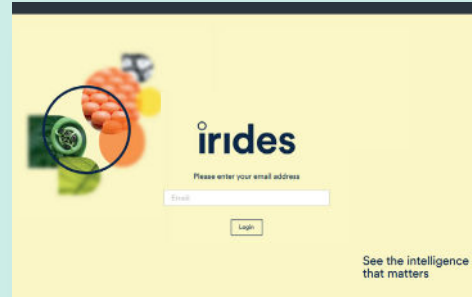 irides
Please enter your email address
Email
Login
See the intelligence
that matters